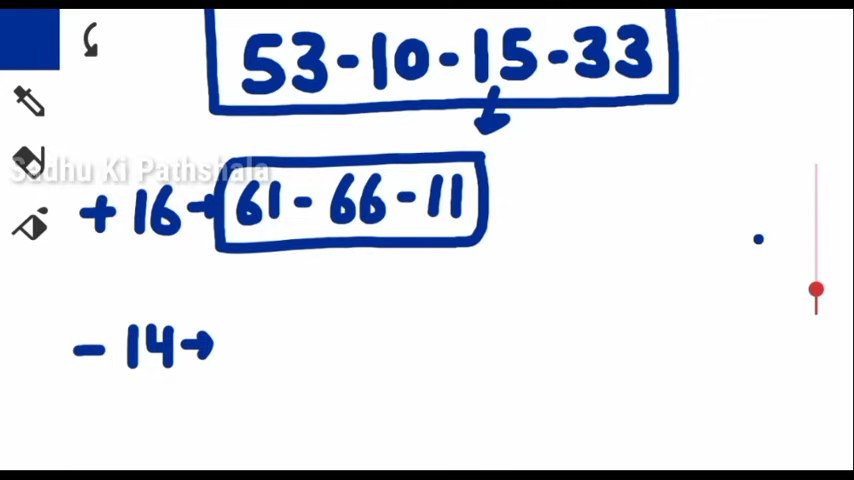 53-10-15-33
Sadhu Ki Pathshala
+16→ 61-66-11
-14→